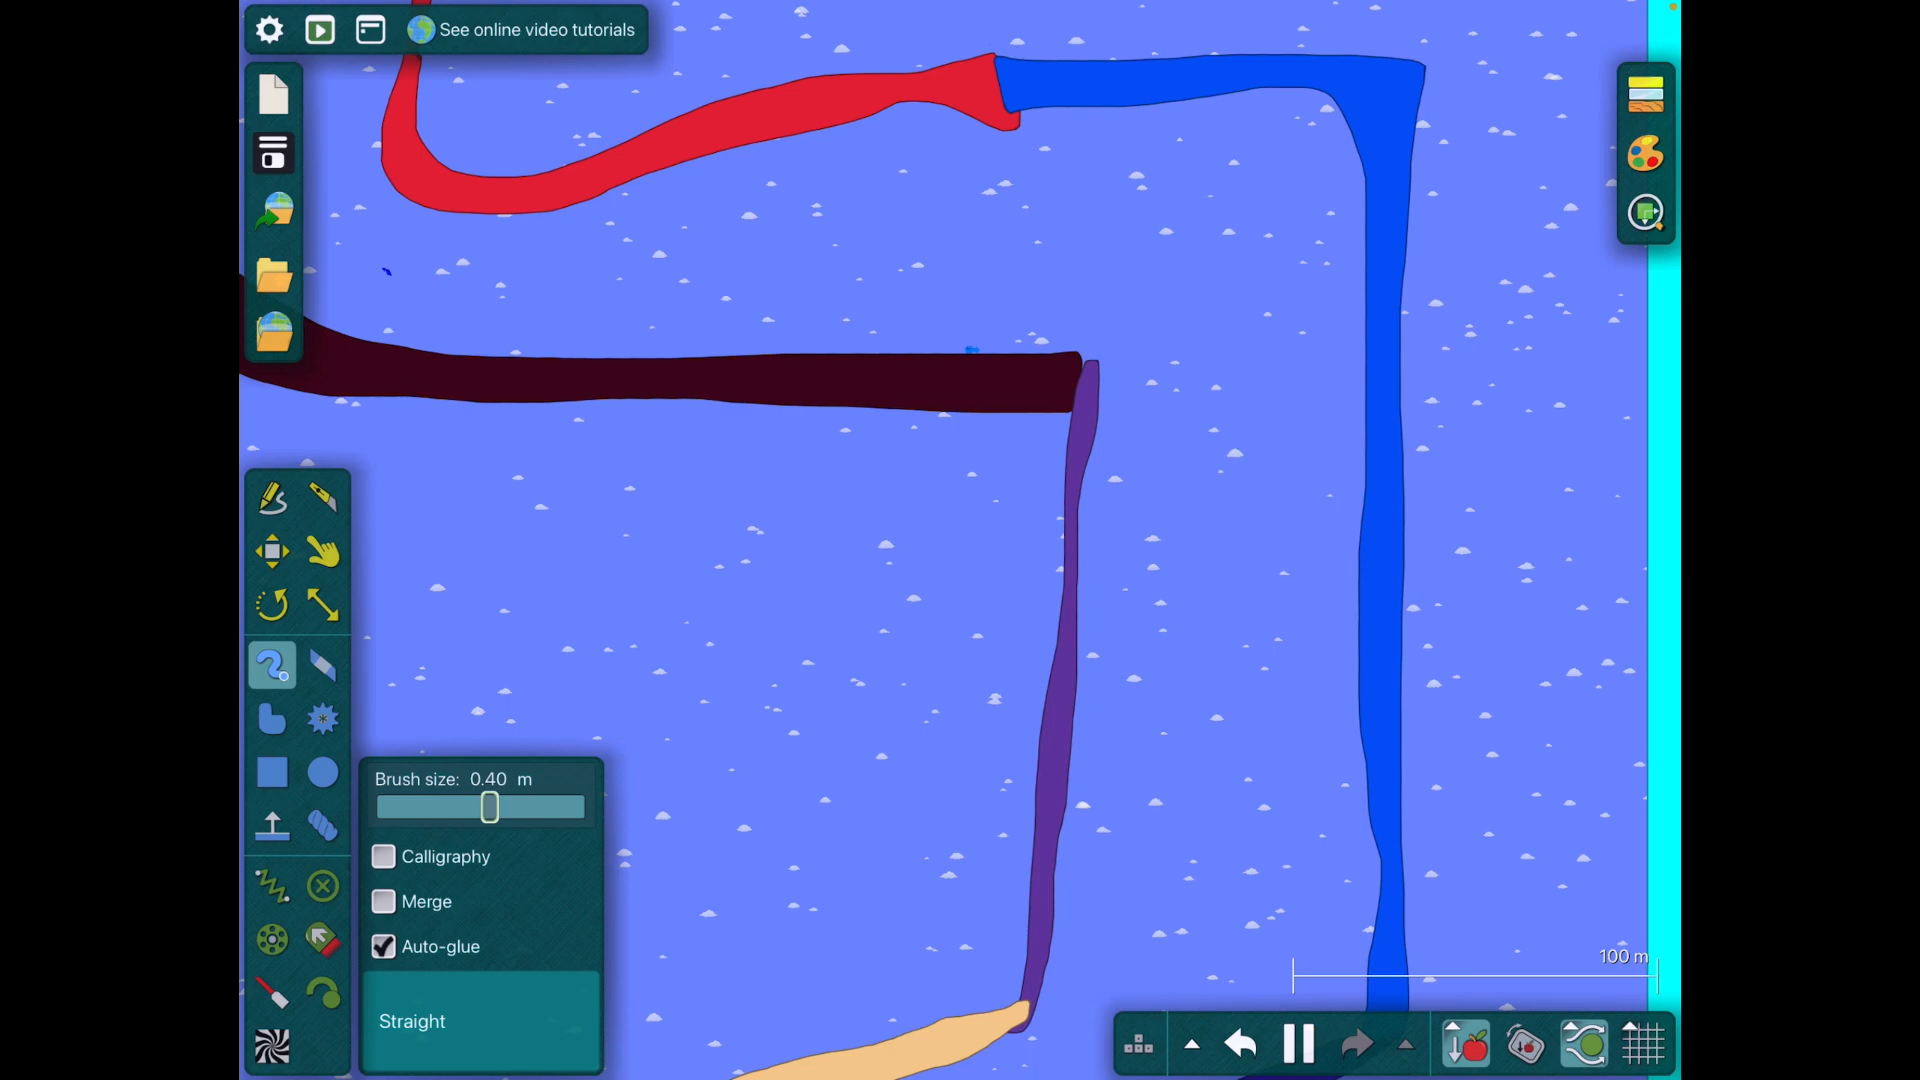 See online video tutorials
Brush size: 0.40 m
Calligraphy
Merge
Auto-glue
Straight
100 m